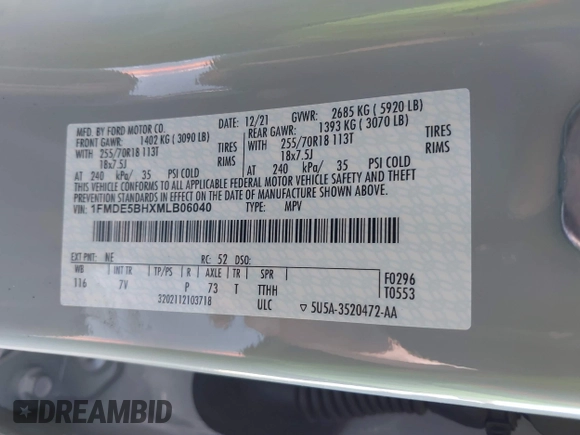 MFD. BY FORD MOTOR CO.
DATE: 12/21 GVWR: 2685 KG ( 5920 LB)
FRONT GAWR: 1402 KG ( 3090 LB) REAR GAWR: 1393 KG ( 3070 LB)
WITH 255/70R18 113T TIRES WITH 255/70R18 113T TIRES
18x7.5J RIMS 18x7.5J RIMS
AT 240 kPa/ 35 PSI COLD AT 240 kPa/ 35 PSI COLD
THIS VEHICLE CONFORMS TO ALL APPLICABLE FEDERAL MOTOR VEHICLE SAFETY AND THEFT PREVENTION STANDARDS IN EFFECT ON THE
DATE OF MANUFACTURE SHOWN ABOVE.
VIN: 1FMDE5BHXMLB06040 TYPE: MPV
EXT PNT: NE RC: 52 DSO:
WB INT TR TP/PS R AXLE TR SPR F0296
116 7V P 73 T TTHH T0553
3202112103718 ULC ▽ 5U5A-3520472-AA
DREAMBID